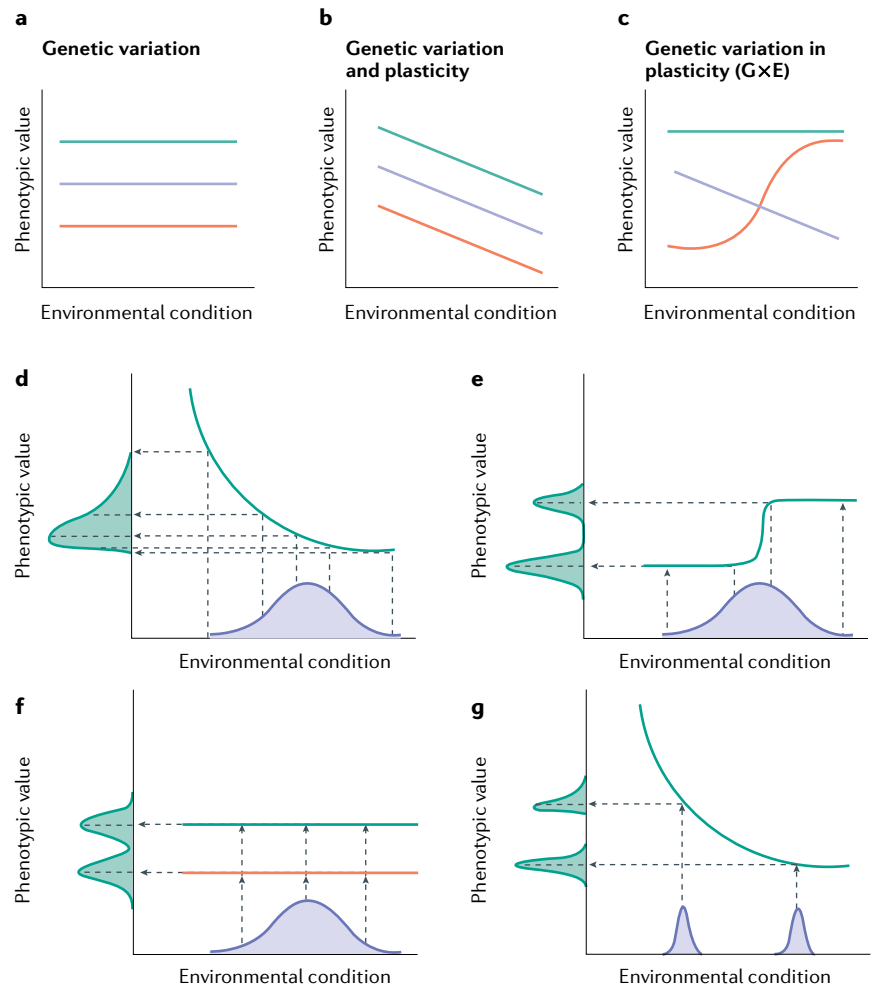 a
Genetic variation
Phenotypic value
Environmental condition
b
Genetic variation
and plasticity
Phenotypic value
Environmental condition
c
Genetic variation in
plasticity (G×E)
Phenotypic value
Environmental condition
d
Phenotypic value
Environmental condition
e
Phenotypic value
Environmental condition
f
Phenotypic value
Environmental condition
g
Phenotypic value
Environmental condition